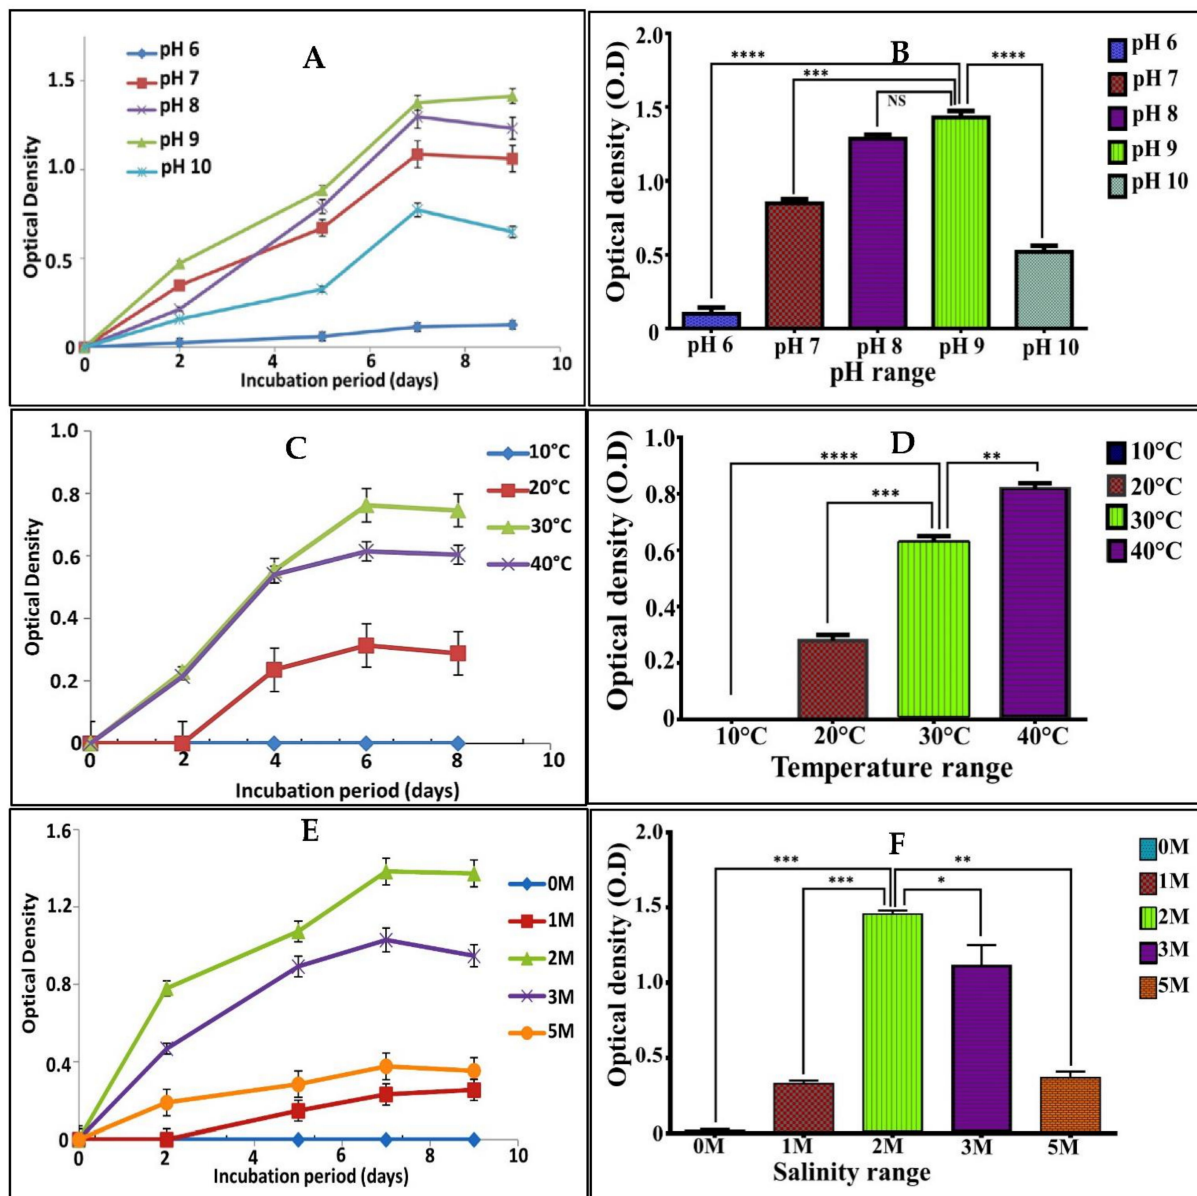 A
pH 6
pH 7
pH 8
pH 9
pH 10
Optical Density
1.5
1.0
0.5
0
0 2 4 6 8 10
Incubation period (days)
B
2.0
1.5
1.0
0.5
0
Optical density (O.D)
**** ****
***
NS
pH 6 pH 7 pH 8 pH 9 pH 10
pH range
pH 6
pH 7
pH 8
pH 9
pH 10
C
1.0
0.8
0.6
0.4
0.2
0
Optical Density
0 2 4 6 8 10
Incubation period (days)
10°C
20°C
30°C
40°C
D
1.0
0.8
0.6
0.4
0.2
0
Optical density (O.D)
**** **
***
10°C 20°C 30°C 40°C
Temperature range
10°C
20°C
30°C
40°C
E
1.6
1.2
0.8
0.4
0
Optical Density
0 2 4 6 8 10
Incubation period (days)
0M
1M
2M
3M
5M
F
2.0
1.5
1.0
0.5
0
Optical density (O.D)
*** **
*** *
0M 1M 2M 3M 5M
Salinity range
0M
1M
2M
3M
5M